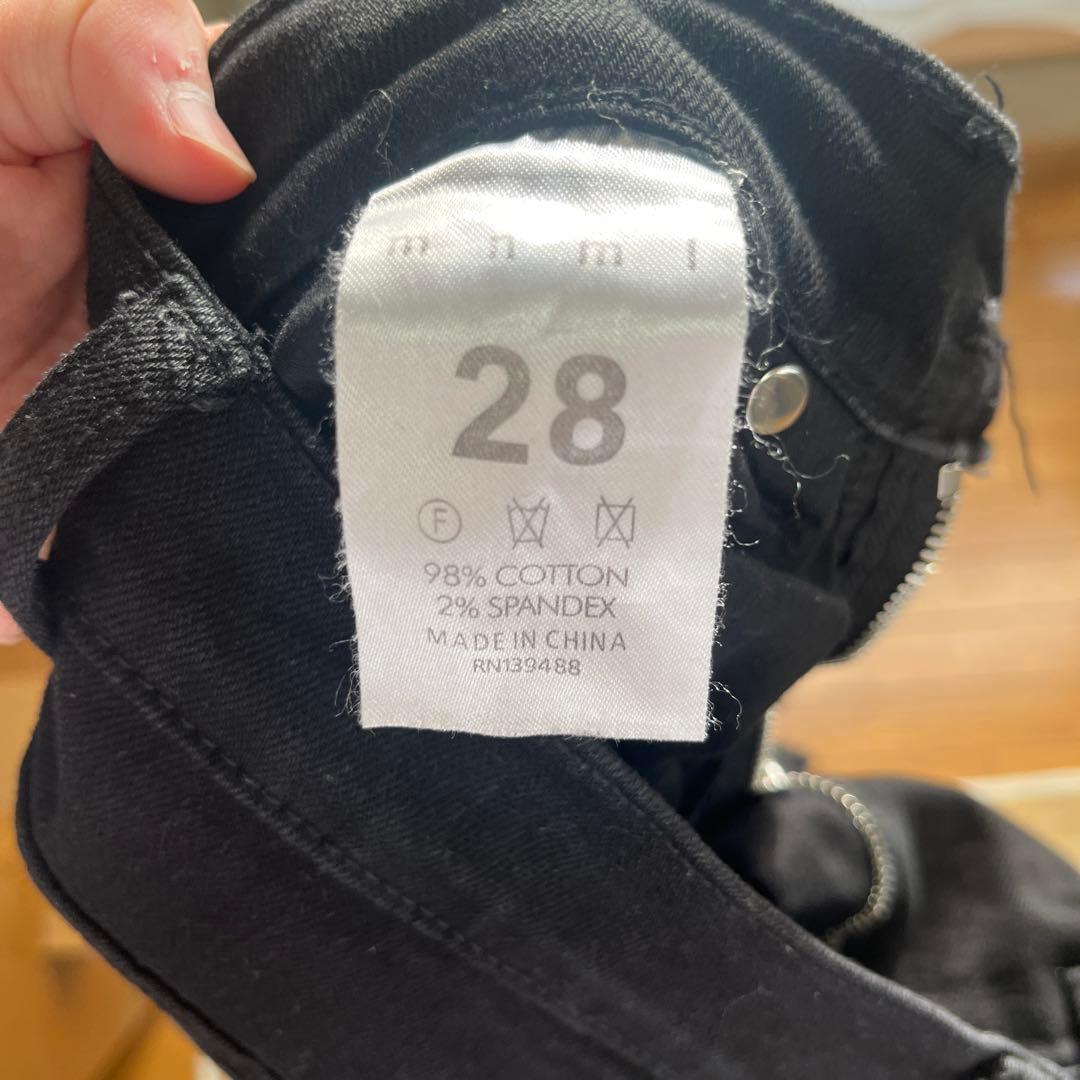 m n m l
28
F
98% COTTON
2% SPANDEX
MADE IN CHINA
RN139488